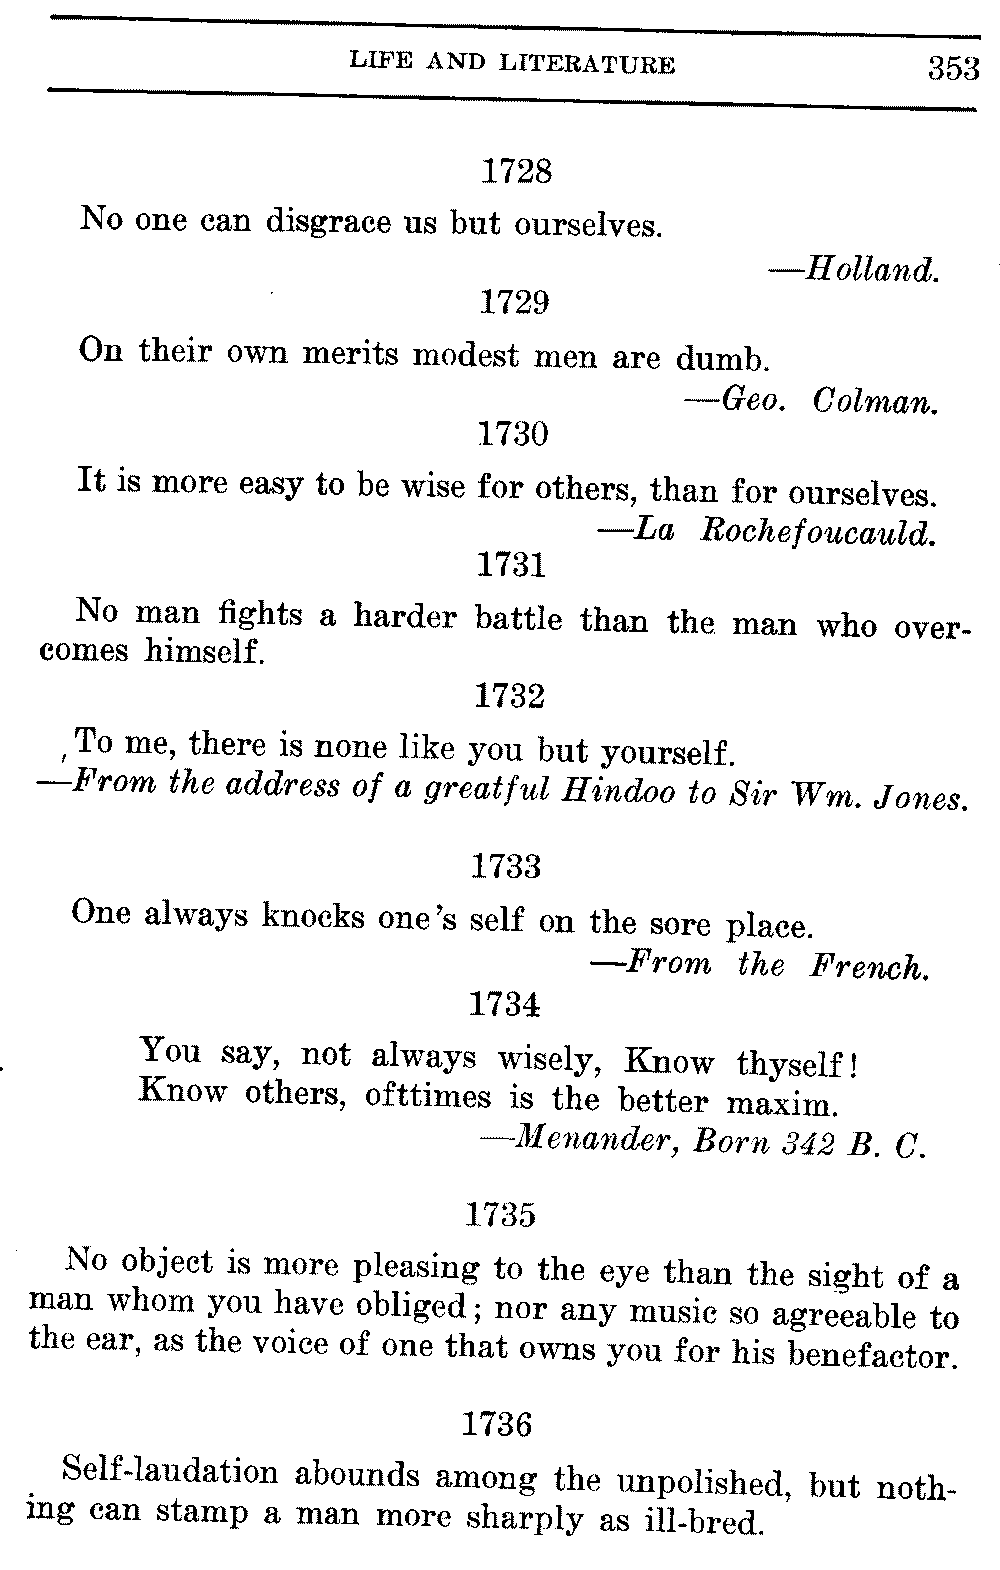 LIFE AND LITERATURE 353
1728
No one can disgrace us but ourselves.
—Holland.
1729
On their own merits modest men are dumb.
—Geo. Colman.
1730
It is more easy to be wise for others, than for ourselves.
—La Rochefoucauld.
1731
No man fights a harder battle than the man who over-
comes himself.
1732
To me, there is none like you but yourself.
—From the address of a greatful Hindoo to Sir Wm. Jones.
1733
One always knocks one's self on the sore place.
—From the French.
1734
You say, not always wisely, Know thyself!
Know others, ofttimes is the better maxim.
—Menander, Born 342 B. C.
1735
No object is more pleasing to the eye than the sight of a
man whom you have obliged; nor any music so agreeable to
the ear, as the voice of one that owns you for his benefactor.
1736
Self-laudation abounds among the unpolished, but noth-
ing can stamp a man more sharply as ill-bred.